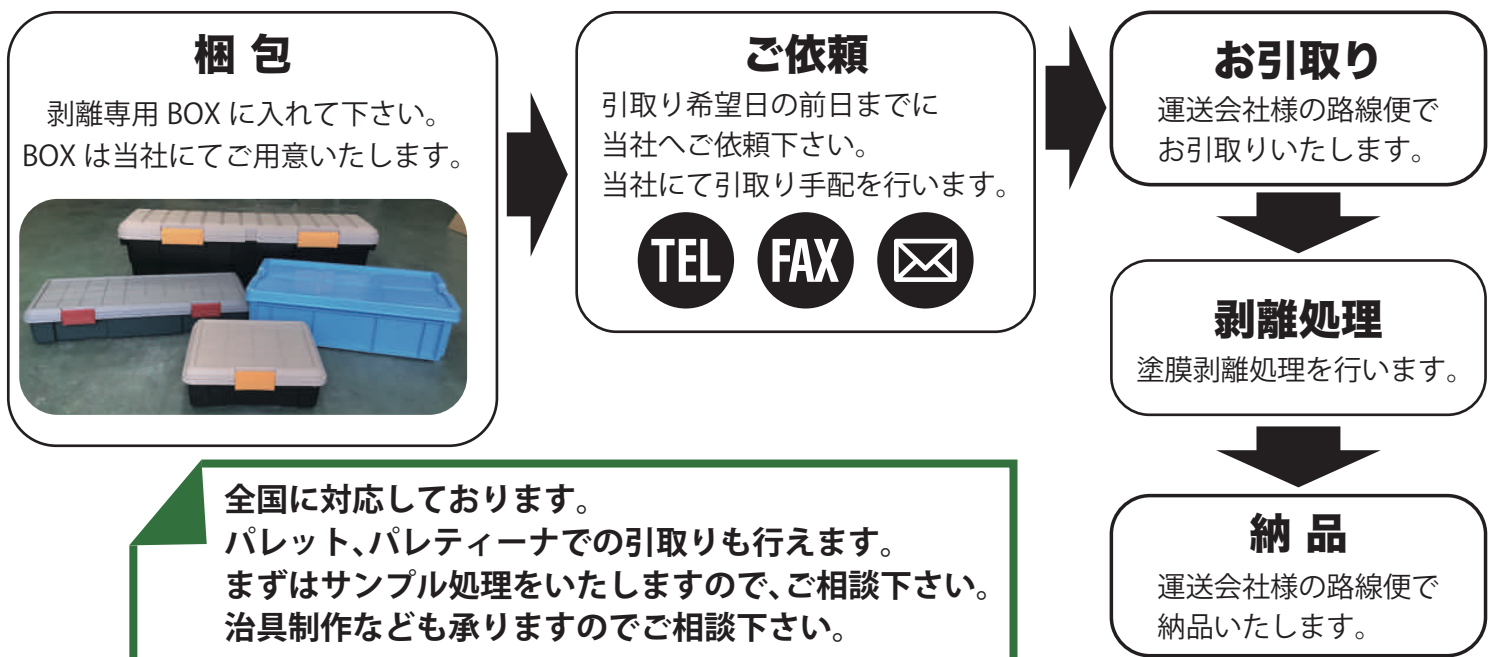 梱 包
剥離専用 BOX に入れて下さい。
BOX は当社にてご用意いたします。
ご依頼
引取り希望日の前日までに
当社へご依頼下さい。
当社にて引取り手配を行います。
TEL FAX
お引取り
運送会社様の路線便で
お引取りいたします。
剥離処理
塗膜剥離処理を行います。
納 品
運送会社様の路線便で
納品いたします。
全国に対応しております。
パレット、パレティーナでの引取りも行えます。
まずはサンプル処理をいたしますので、ご相談下さい。
治具制作なども承りますのでご相談下さい。